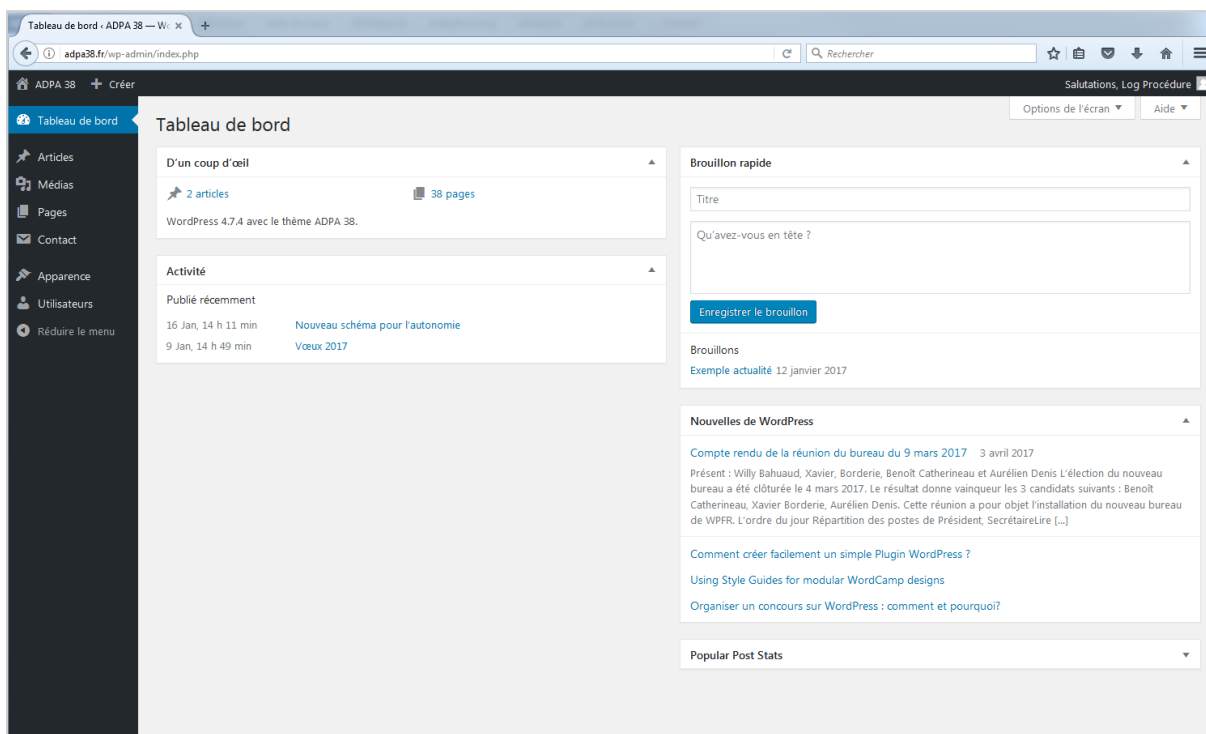 Tableau de bord ‹ ADPA 38 — Wo
adpa38.fr/wp-admin/index.php
Rechercher
ADPA 38
Créer
Salutations, Log Procédure
Tableau de bord
Articles
Médias
Pages
Contact
Apparence
Utilisateurs
Réduire le menu
Options de l'écran
Aide
Tableau de bord
D'un coup d'œil
2 articles
38 pages
WordPress 4.7.4 avec le thème ADPA 38.
Activité
Publié récemment
16 Jan, 14 h 11 min Nouveau schéma pour l'autonomie
9 Jan, 14 h 49 min Vœux 2017
Brouillon rapide
Titre
Qu'avez-vous en tête ?
Enregistrer le brouillon
Brouillons
Exemple actualité 12 janvier 2017
Nouvelles de WordPress
Compte rendu de la réunion du bureau du 9 mars 2017 3 avril 2017
Présent : Willy Bahuaud, Xavier, Borderie, Benoît Catherineau et Aurélien Denis L'élection du nouveau
bureau a été clôturée le 4 mars 2017. Le résultat donne vainqueur les 3 candidats suivants : Benoît
Catherineau, Xavier Borderie, Aurélien Denis. Cette réunion a pour objet l'installation du nouveau bureau
de WPFR. L'ordre du jour Répartition des postes de Président, SecrétaireLire [...]
Comment créer facilement un simple Plugin WordPress ?
Using Style Guides for modular WordCamp designs
Organiser un concours sur WordPress : comment et pourquoi?
Popular Post Stats